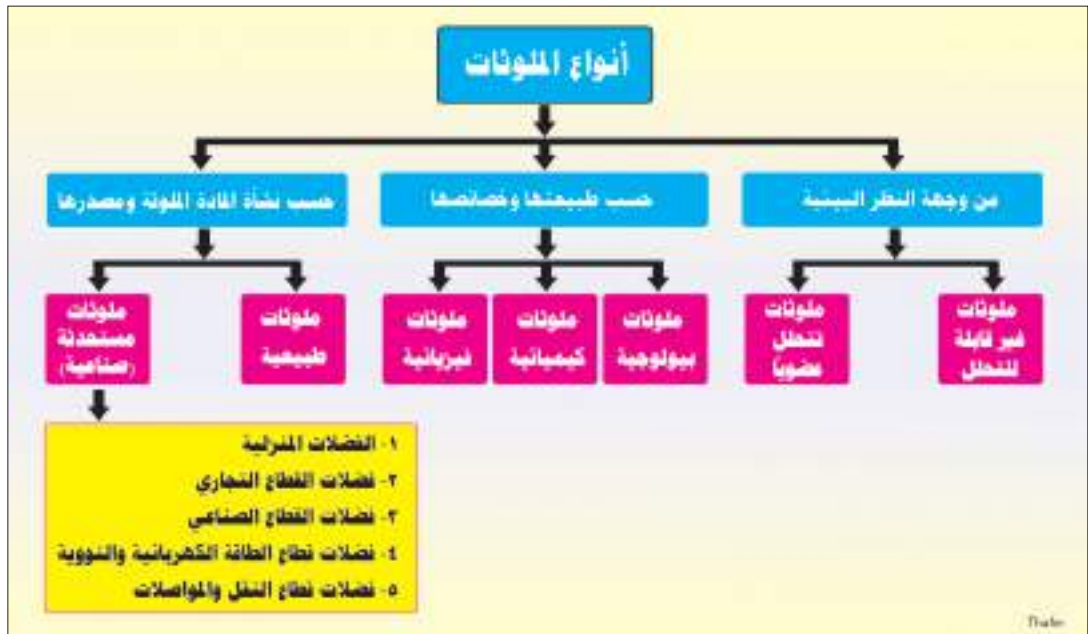 أنواع الملوثات
من وجهة النظر البيئية
حسب طبيعتها وخصائصها
حسب نشأة المادة الملوثة ومصدرها
ملوثات
غير قابلة
للتحلل
ملوثات
تتحلل
عضوياً
ملوثات
بيولوجية
ملوثات
كيميائية
ملوثات
فيزيائية
ملوثات
طبيعية
ملوثات
مستحدثة
(صناعية)
١- الفضلات المنزلية
٢- فضلات القطاع التجاري
٣- فضلات القطاع الصناعي
٤- فضلات قطاع الطاقة الكهربائية والنووية
٥- فضلات قطاع النقل والمواصلات